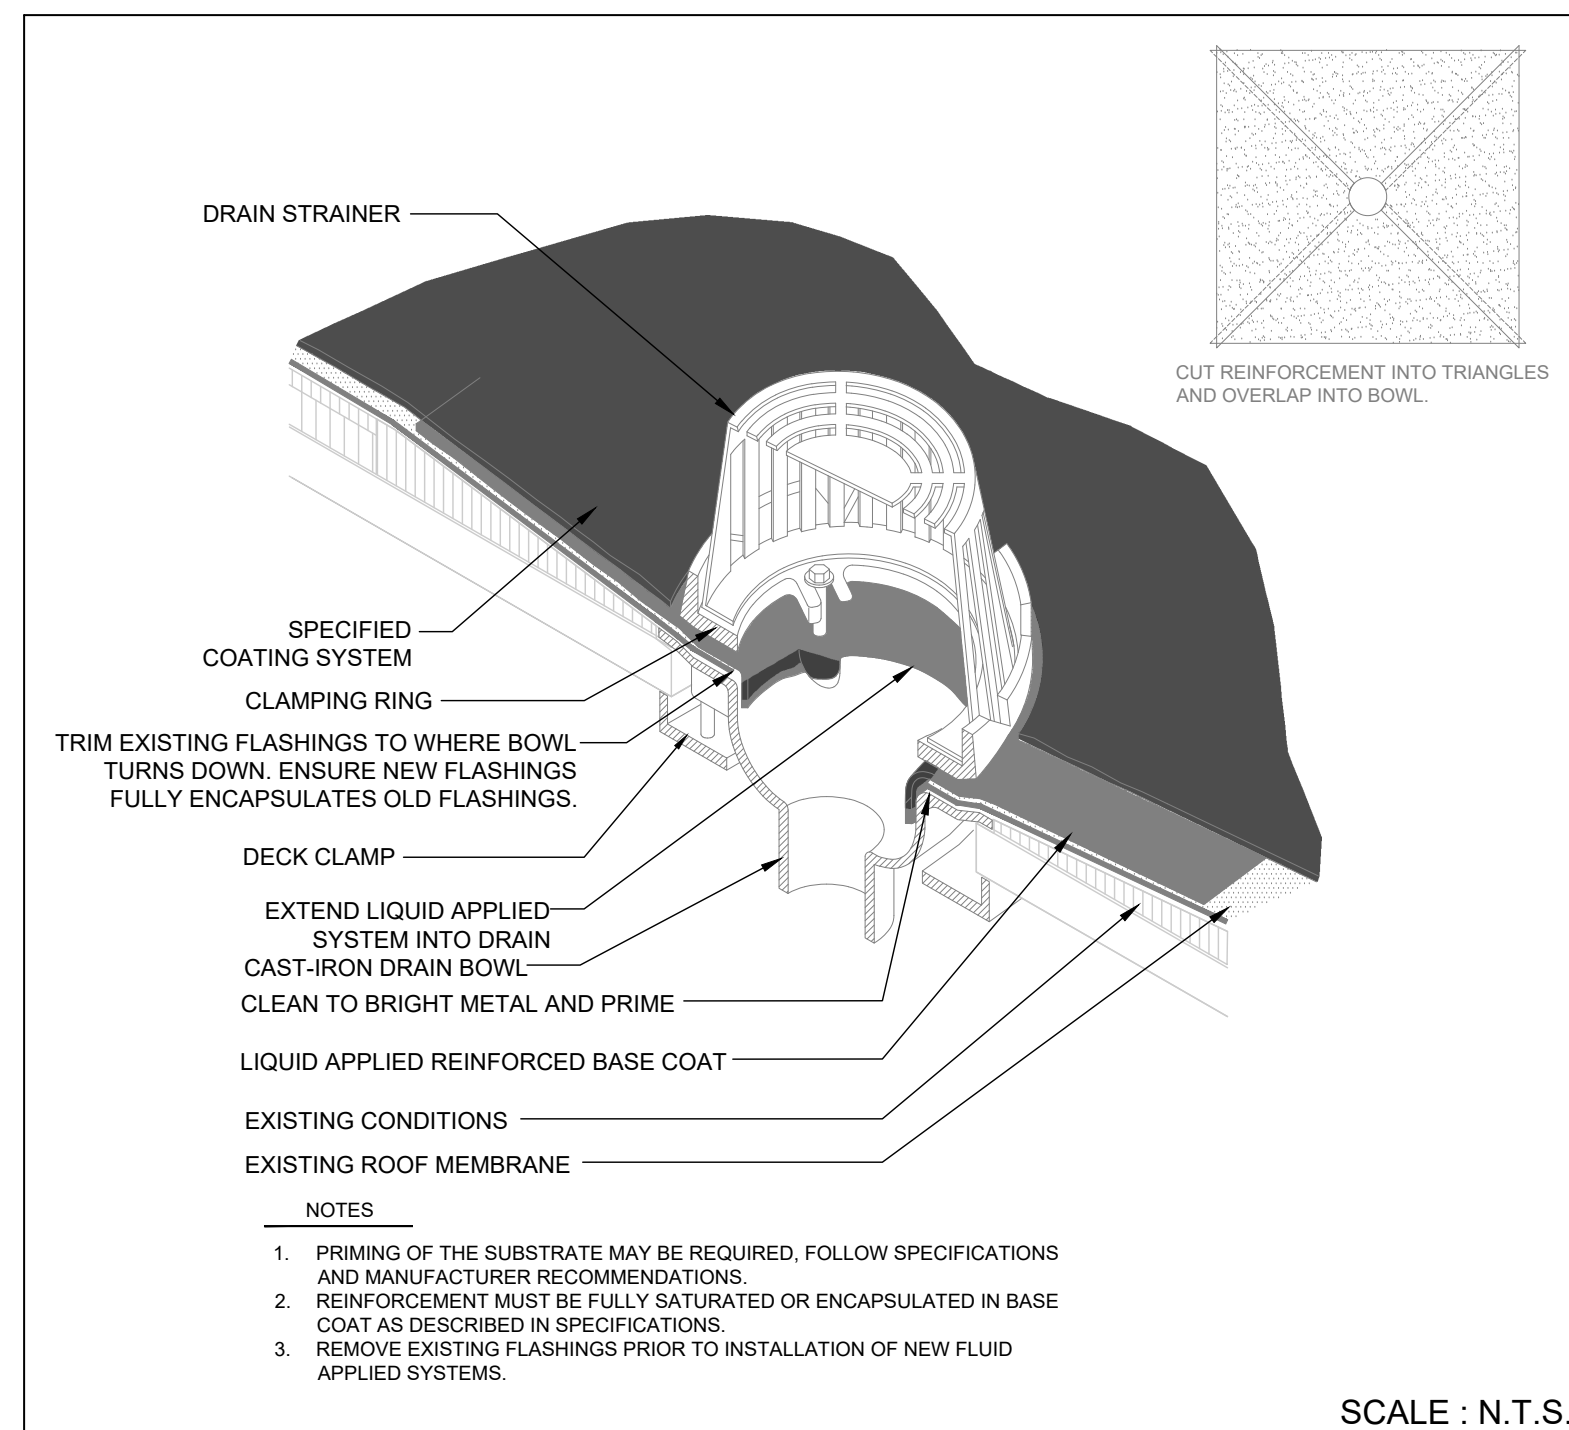 CUT REINFORCEMENT INTO TRIANGLES
AND OVERLAP INTO BOWL.
DRAIN STRAINER
SPECIFIED
COATING SYSTEM
CLAMPING RING
TRIM EXISTING FLASHINGS TO WHERE BOWL
TURNS DOWN. ENSURE NEW FLASHINGS
FULLY ENCAPSULATES OLD FLASHINGS.
DECK CLAMP
EXTEND LIQUID APPLIED
SYSTEM INTO DRAIN
CAST-IRON DRAIN BOWL
CLEAN TO BRIGHT METAL AND PRIME
LIQUID APPLIED REINFORCED BASE COAT
EXISTING CONDITIONS
EXISTING ROOF MEMBRANE
NOTES
1. PRIMING OF THE SUBSTRATE MAY BE REQUIRED, FOLLOW SPECIFICATIONS
AND MANUFACTURER RECOMMENDATIONS.
2. REINFORCEMENT MUST BE FULLY SATURATED OR ENCAPSULATED IN BASE
COAT AS DESCRIBED IN SPECIFICATIONS.
3. REMOVE EXISTING FLASHINGS PRIOR TO INSTALLATION OF NEW FLUID
APPLIED SYSTEMS.
SCALE : N.T.S.